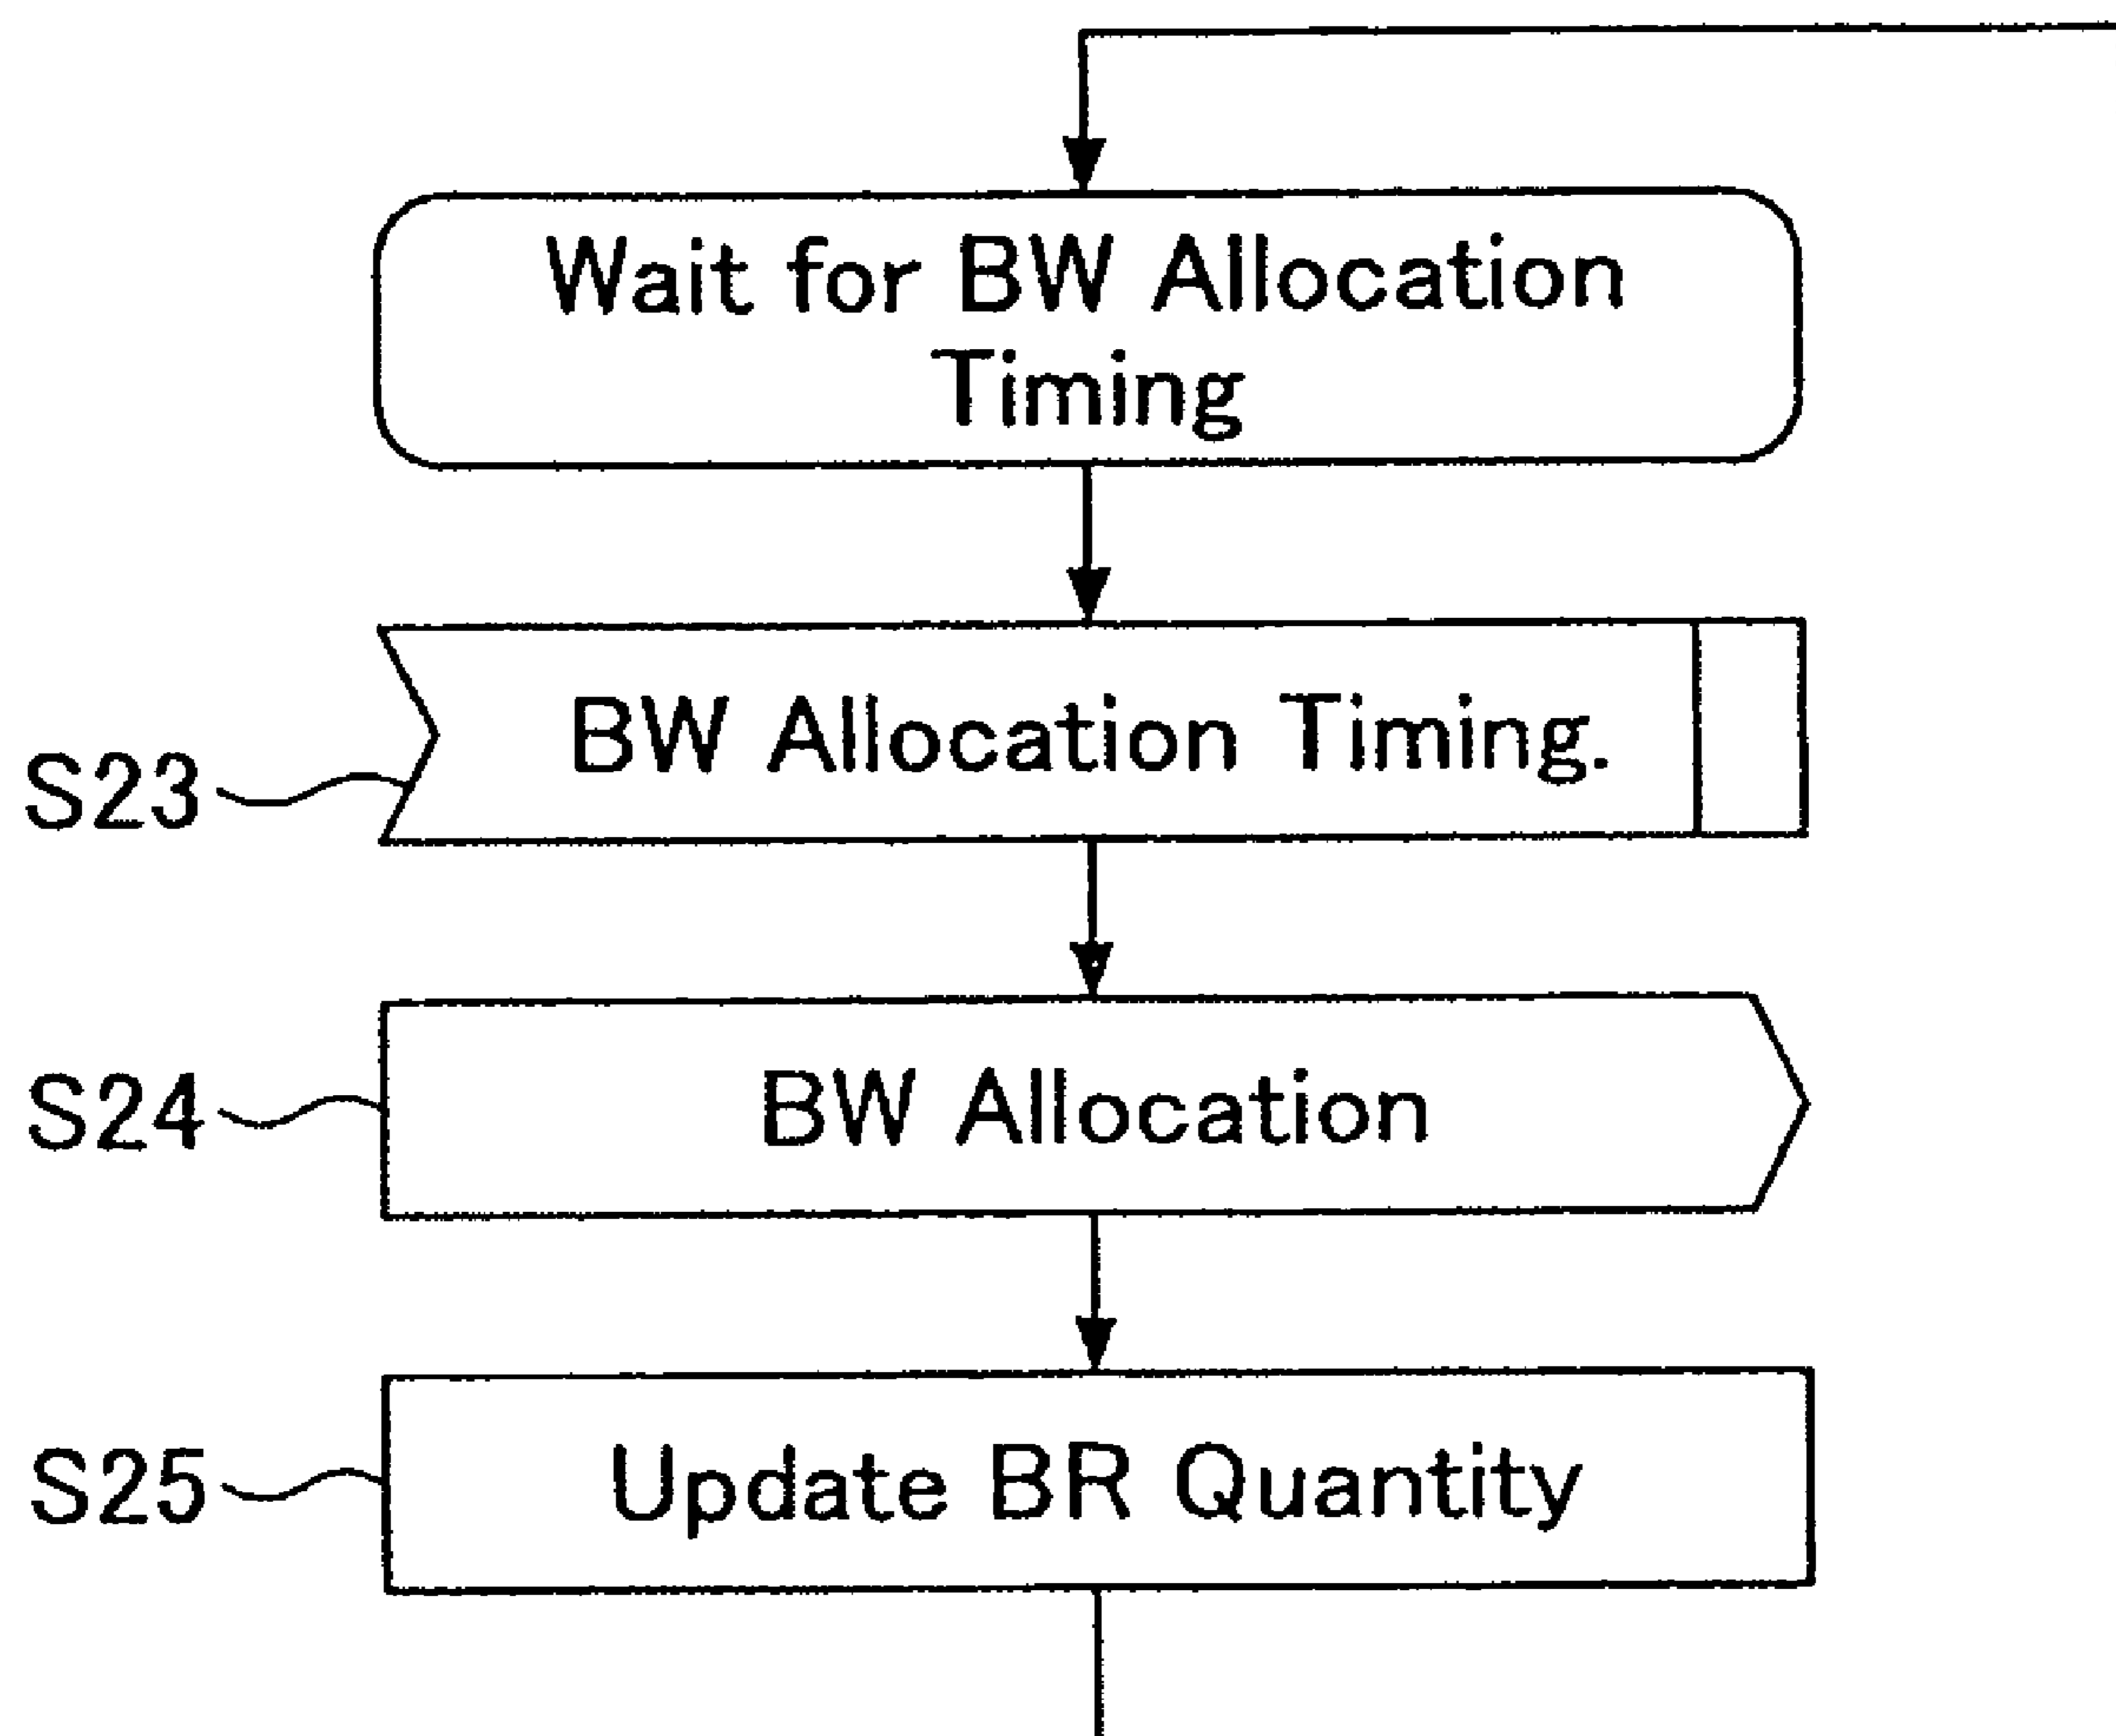 Wait for BW Allocation
Timing
BW Allocation Timing.
S23
BW Allocation
S24
Update BR Quantity
S25